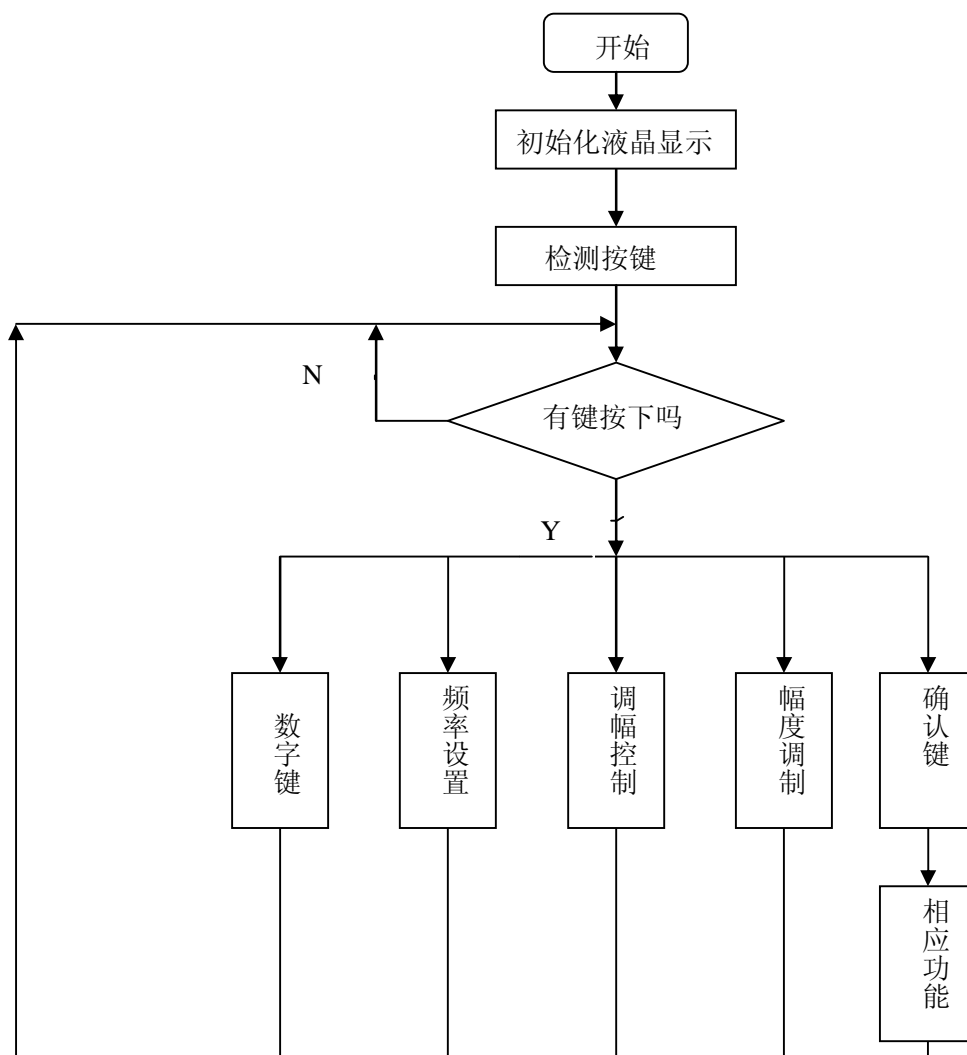 开始
初始化液晶显示
检测按键
N
有键按下吗
Y
数字键
频率设置
调幅控制
幅度调制
确认键
相应功能